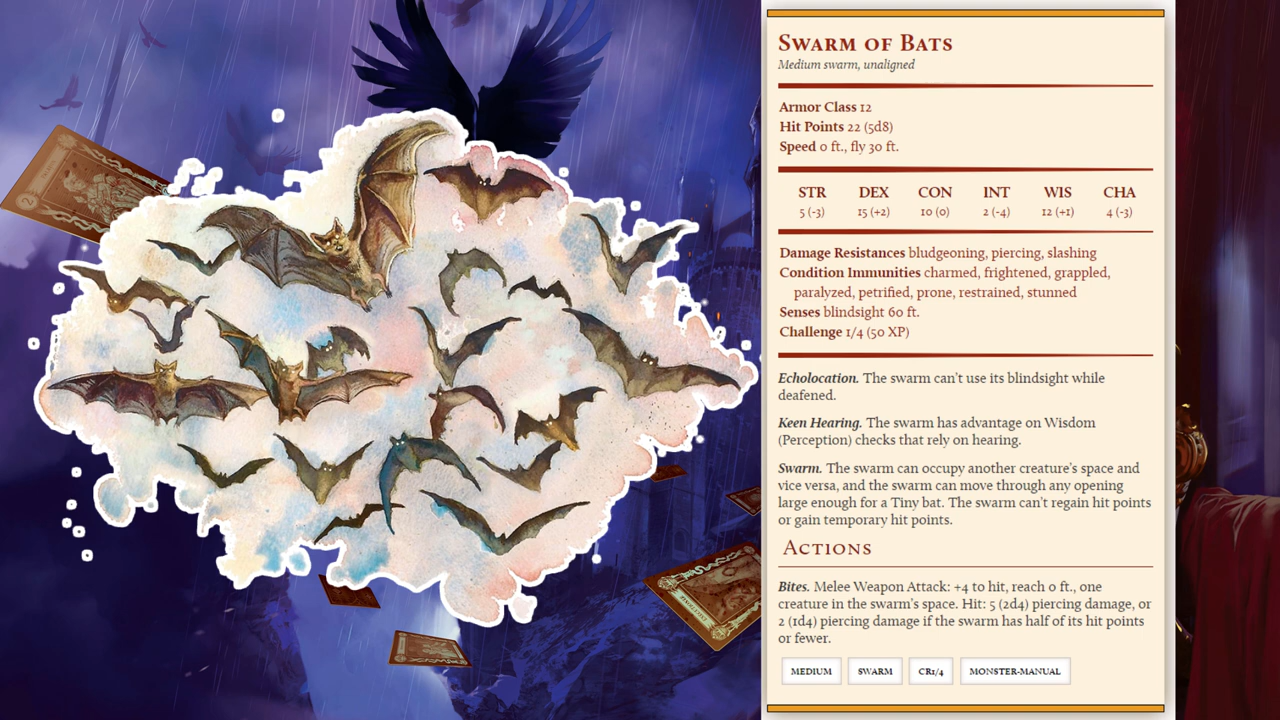 Swarm of Bats
Medium swarm, unaligned
Armor Class 12
Hit Points 22 (5d8)
Speed 0 ft., fly 30 ft.
STR DEX CON INT WIS CHA
5 (-3) 15 (+2) 10 (0) 2 (-4) 12 (+1) 4 (-3)
Damage Resistances bludgeoning, piercing, slashing
Condition Immunities charmed, frightened, grappled,
paralyzed, petrified, prone, restrained, stunned
Senses blindsight 60 ft.
Challenge 1/4 (50 XP)
Echolocation. The swarm can't use its blindsight while
deafened.
Keen Hearing. The swarm has advantage on Wisdom
(Perception) checks that rely on hearing.
Swarm. The swarm can occupy another creature's space and
vice versa, and the swarm can move through any opening
large enough for a Tiny bat. The swarm can't regain hit points
or gain temporary hit points.
Actions
Bites. Melee Weapon Attack: +4 to hit, reach 0 ft., one
creature in the swarm's space. Hit: 5 (2d4) piercing damage, or
2 (1d4) piercing damage if the swarm has half of its hit points
or fewer.
MEDIUM SWARM CR1/4 MONSTER-MANUAL